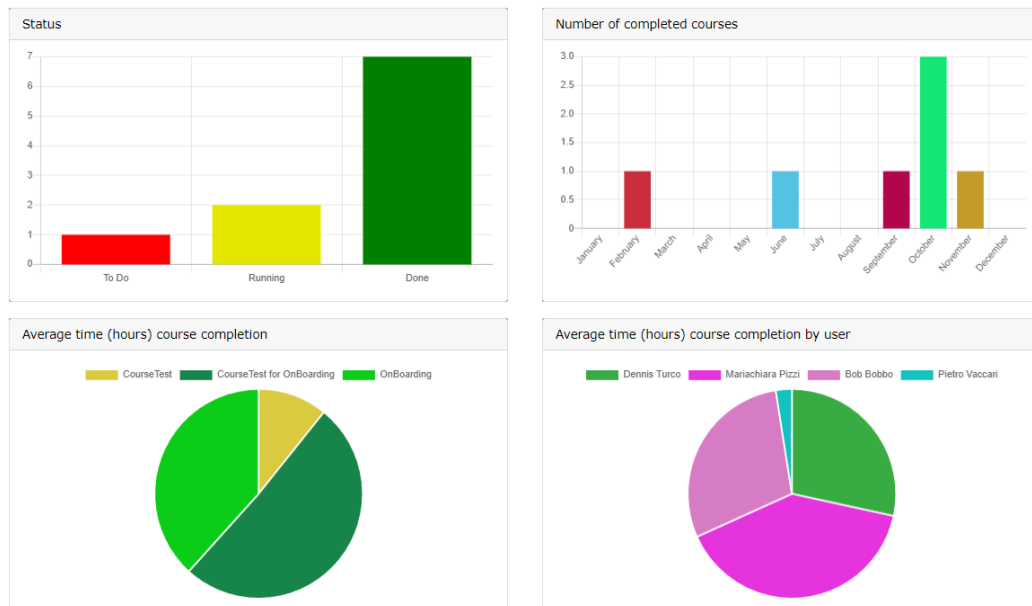 Status
7
6
5
4
3
2
1
0
To Do Running Done
Number of completed courses
3.0
2.5
2.0
1.5
1.0
0.5
0
January February March April May June July August September October November December
Average time (hours) course completion
CourseTest CourseTest for OnBoarding OnBoarding
Average time (hours) course completion by user
Dennis Turco Mariachiara Pizzi Bob Bobbo Pietro Vaccari